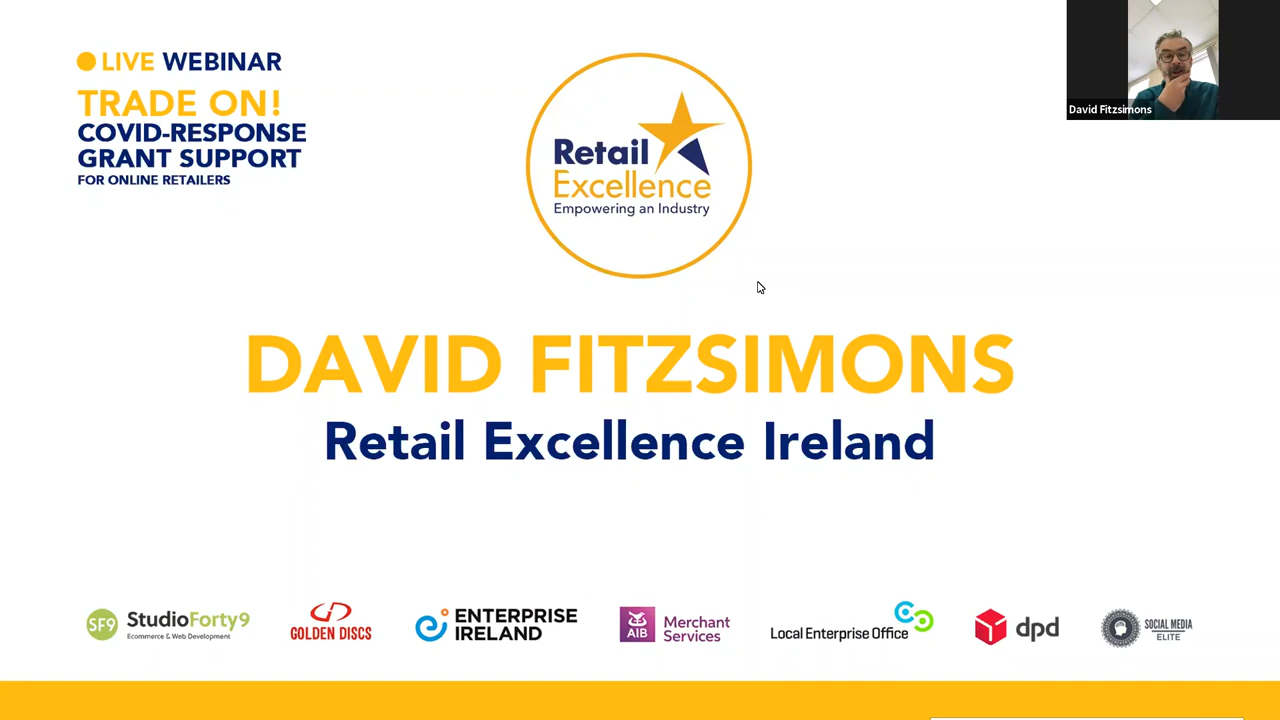 LIVE WEBINAR
TRADE ON!
COVID-RESPONSE
GRANT SUPPORT
FOR ONLINE RETAILERS
Retail
Excellence
Empowering an Industry
David Fitzsimons
DAVID FITZSIMONS
Retail Excellence Ireland
SF9 StudioForty9
Ecommerce & Web Development
GOLDEN DISCS
ENTERPRISE
IRELAND
AIB Merchant
Services
Local Enterprise Office
dpd
SOCIAL MEDIA
ELITE